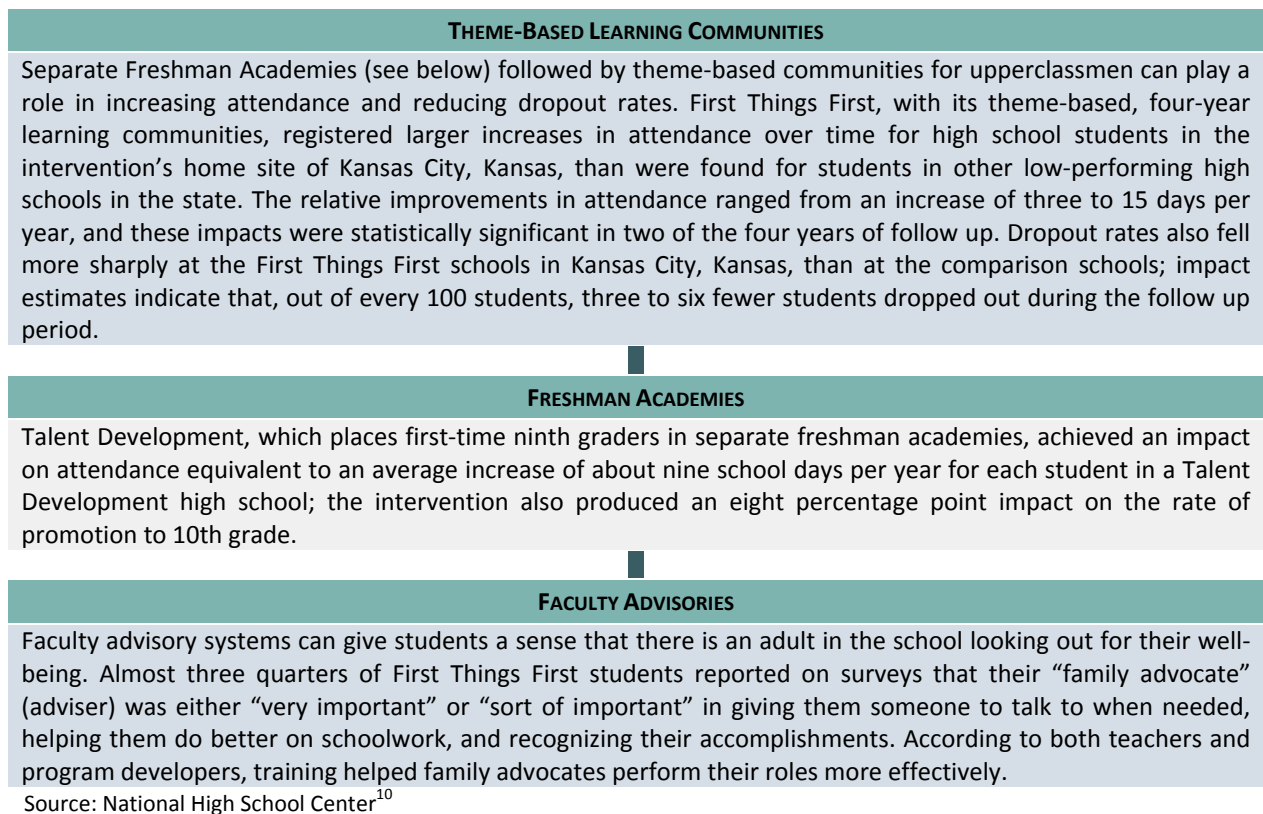 THEME-BASED LEARNING COMMUNITIES
Separate Freshman Academies (see below) followed by theme-based communities for upperclassmen can play a
role in increasing attendance and reducing dropout rates. First Things First, with its theme-based, four-year
learning communities, registered larger increases in attendance over time for high school students in the
intervention’s home site of Kansas City, Kansas, than were found for students in other low-performing high
schools in the state. The relative improvements in attendance ranged from an increase of three to 15 days per
year, and these impacts were statistically significant in two of the four years of follow up. Dropout rates also fell
more sharply at the First Things First schools in Kansas City, Kansas, than at the comparison schools; impact
estimates indicate that, out of every 100 students, three to six fewer students dropped out during the follow up
period.
FRESHMAN ACADEMIES
Talent Development, which places first-time ninth graders in separate freshman academies, achieved an impact
on attendance equivalent to an average increase of about nine school days per year for each student in a Talent
Development high school; the intervention also produced an eight percentage point impact on the rate of
promotion to 10th grade.
FACULTY ADVISORIES
Faculty advisory systems can give students a sense that there is an adult in the school looking out for their well-
being. Almost three quarters of First Things First students reported on surveys that their “family advocate”
(adviser) was either “very important” or “sort of important” in giving them someone to talk to when needed,
helping them do better on schoolwork, and recognizing their accomplishments. According to both teachers and
program developers, training helped family advocates perform their roles more effectively.
Source: National High School Center10